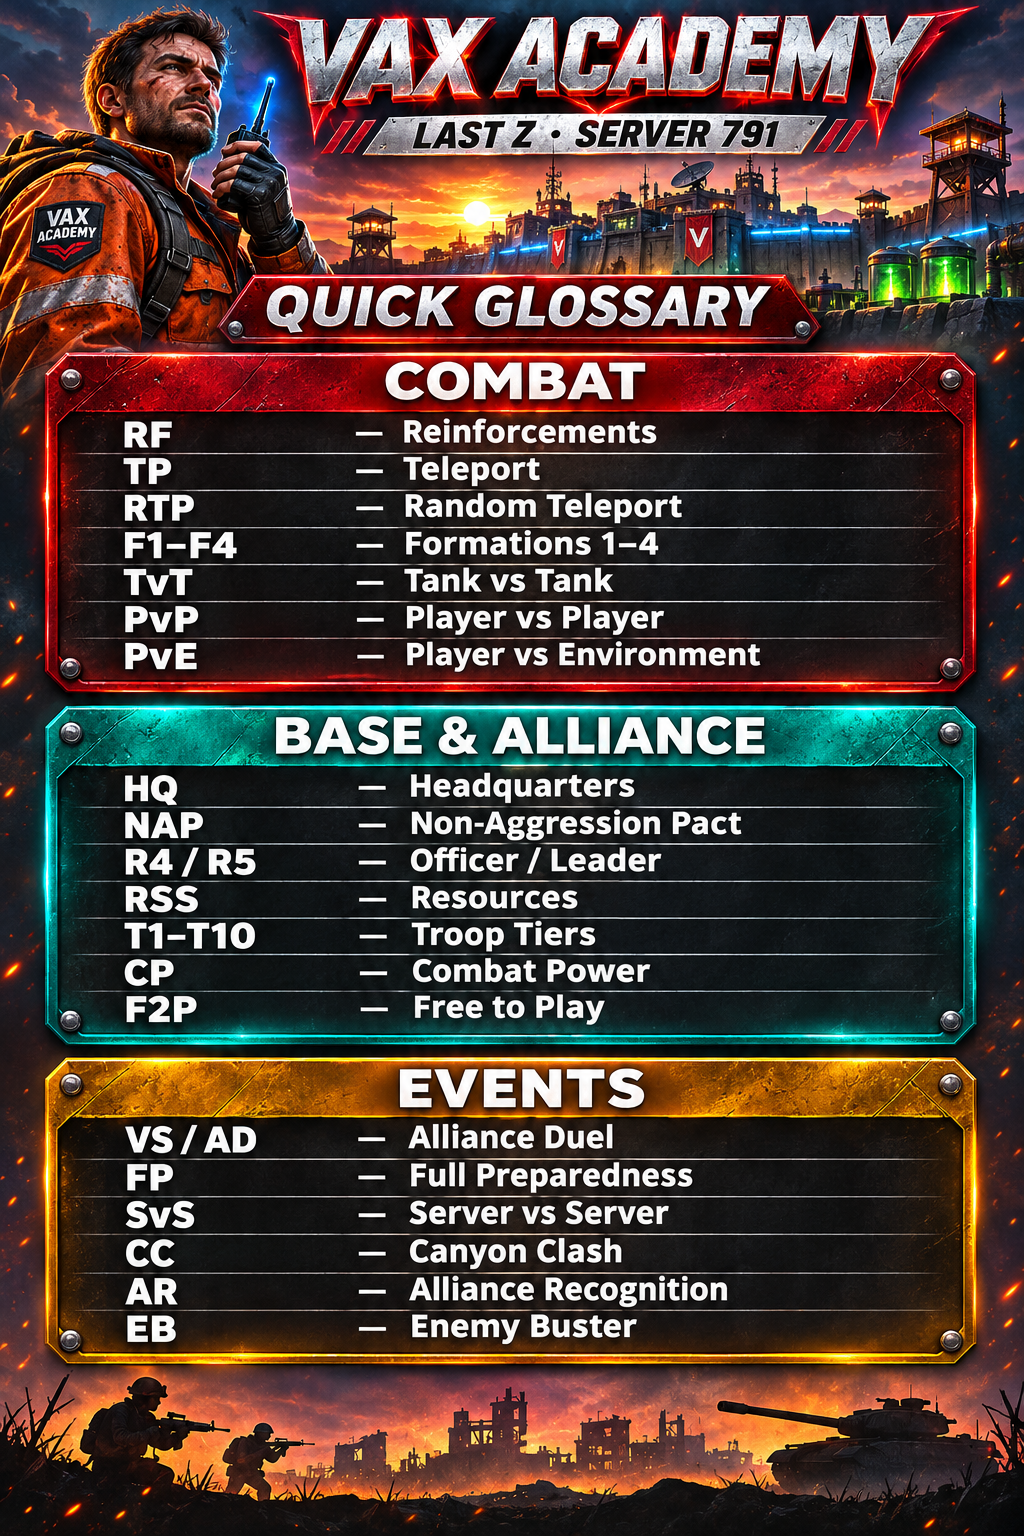 VAX ACADEMY
LAST Z • SERVER 791
VAX
ACADEMY
V
V
QUICK GLOSSARY
COMBAT
RF — Reinforcements
TP — Teleport
RTP — Random Teleport
F1–F4 — Formations 1–4
TvT — Tank vs Tank
PvP — Player vs Player
PvE — Player vs Environment
BASE & ALLIANCE
HQ — Headquarters
NAP — Non-Aggression Pact
R4 / R5 — Officer / Leader
RSS — Resources
T1–T10 — Troop Tiers
CP — Combat Power
F2P — Free to Play
EVENTS
VS / AD — Alliance Duel
FP — Full Preparedness
SvS — Server vs Server
CC — Canyon Clash
AR — Alliance Recognition
EB — Enemy Buster